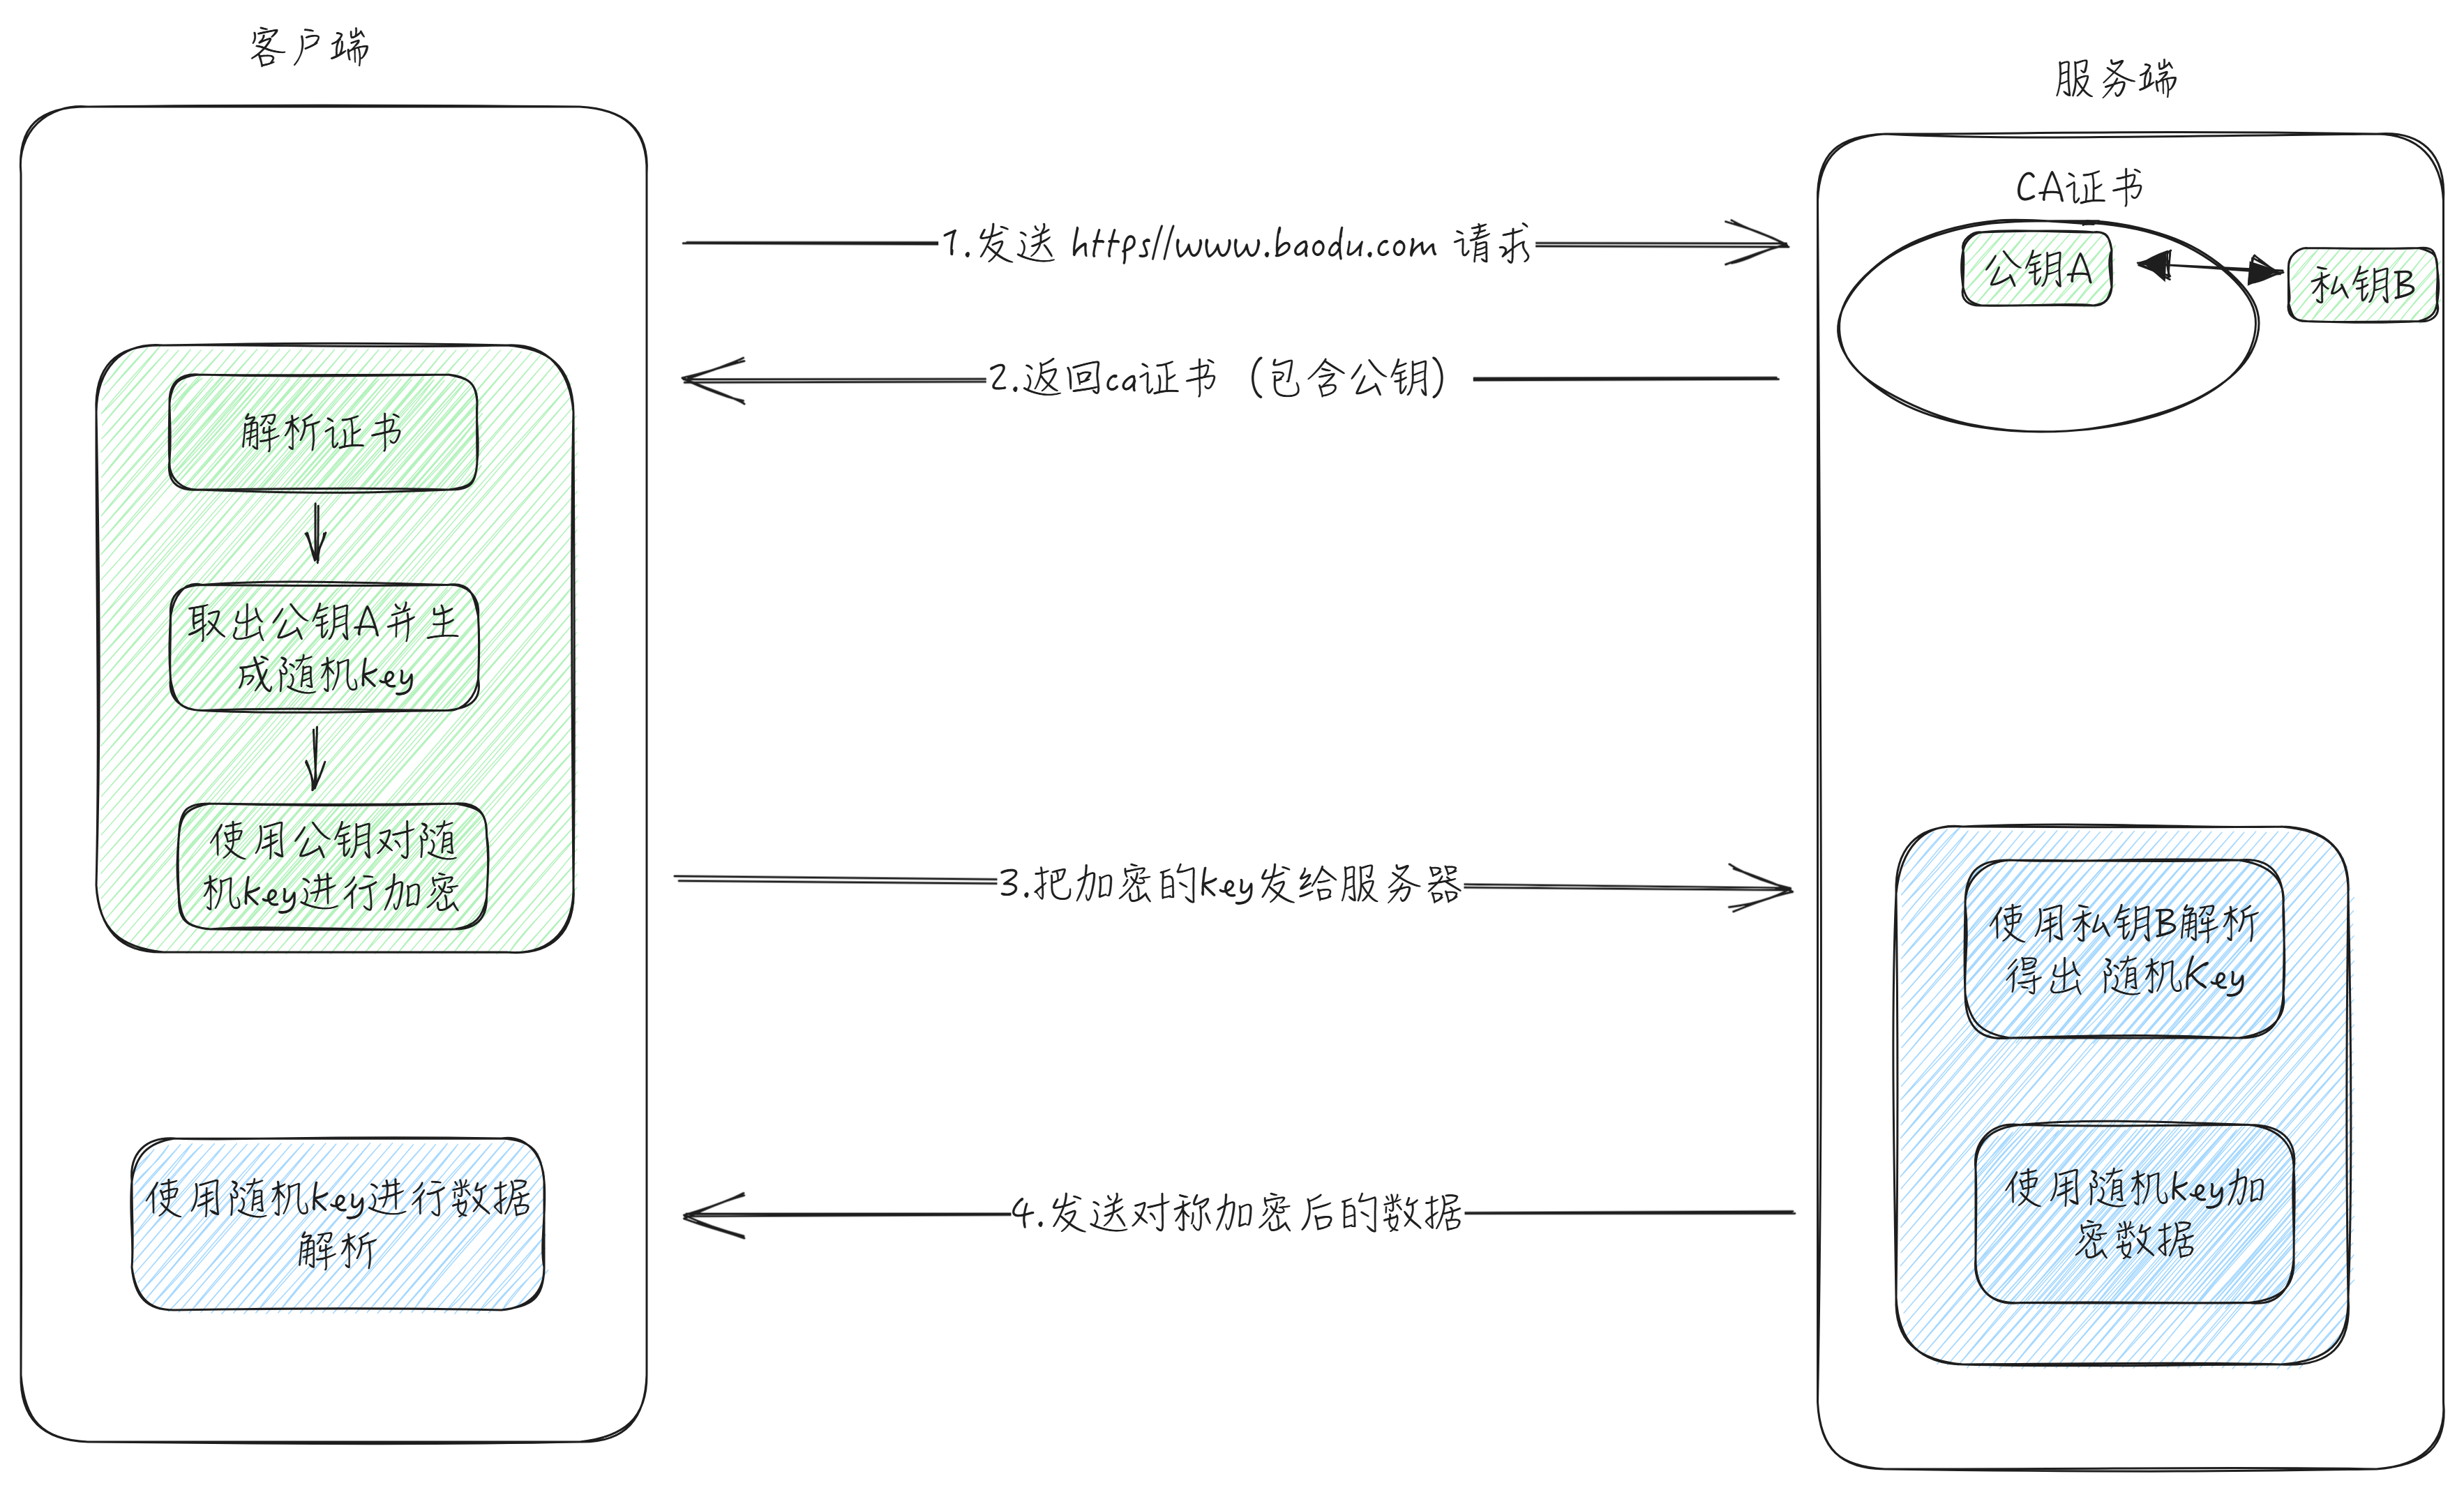 客户端
服务端
CA证书
公钥A
私钥B
1.发送 https//www.baodu.com 请求
2.返回ca证书（包含公钥）
解析证书
取出公钥A并生
成随机key
使用公钥对随
机key进行加密
3.把加密的key发给服务器
使用私钥B解析
得出 随机Key
使用随机key加
密数据
4.发送对称加密后的数据
使用随机key进行数据
解析